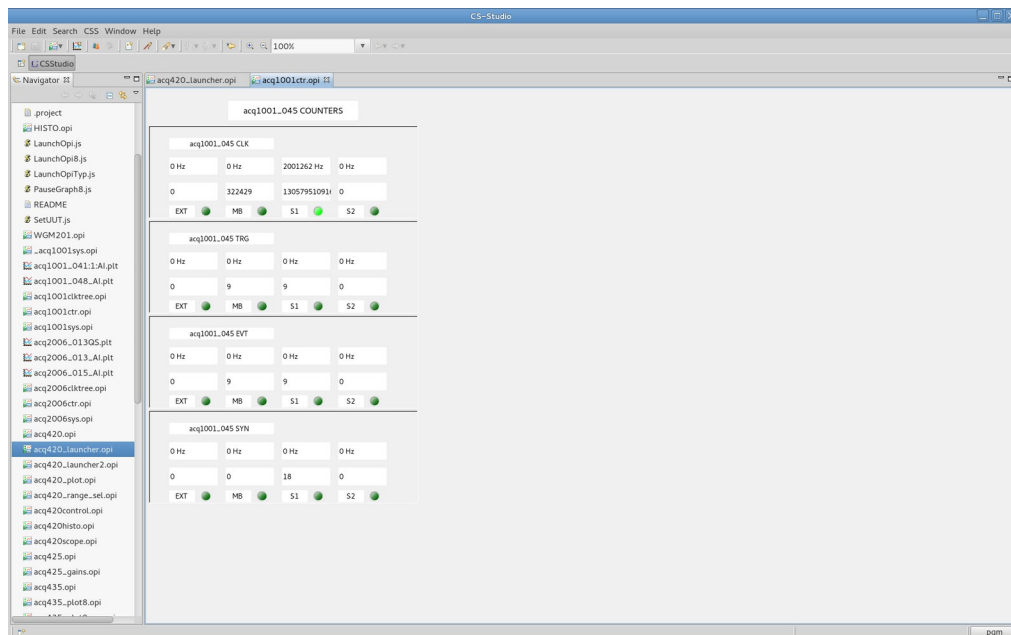 CS-Studio
File Edit Search CSS Window Help
100%
CSStudio
Navigator
acq420_launcher.opi
acq1001ctr.opi
.project
HISTO.opi
LaunchOpi.js
LaunchOpi8.js
LaunchOpiTyp.js
PauseGraph8.js
README
SetUUT.js
WGM201.opi
_acq1001sys.opi
acq1001_041:1:AI.plt
acq1001_048_AI.plt
acq1001clktree.opi
acq1001ctr.opi
acq1001sys.opi
acq2006_013QS.plt
acq2006_013_AI.plt
acq2006_015_AI.plt
acq2006clktree.opi
acq2006ctr.opi
acq2006sys.opi
acq420.opi
acq420_launcher.opi
acq420_launcher2.opi
acq420_plot.opi
acq420_range_sel.opi
acq420control.opi
acq420histo.opi
acq420scope.opi
acq425.opi
acq425_gains.opi
acq435.opi
acq435_plot8.opi
acq1001_045 COUNTERS
acq1001_045 CLK
0 Hz 0 Hz 2001262 Hz 0 Hz
0 322429 13057951091 0
EXT MB S1 S2
acq1001_045 TRG
0 Hz 0 Hz 0 Hz 0 Hz
0 9 9 0
EXT MB S1 S2
acq1001_045 EVT
0 Hz 0 Hz 0 Hz 0 Hz
0 9 9 0
EXT MB S1 S2
acq1001_045 SYN
0 Hz 0 Hz 0 Hz 0 Hz
0 0 18 0
EXT MB S1 S2
pgm